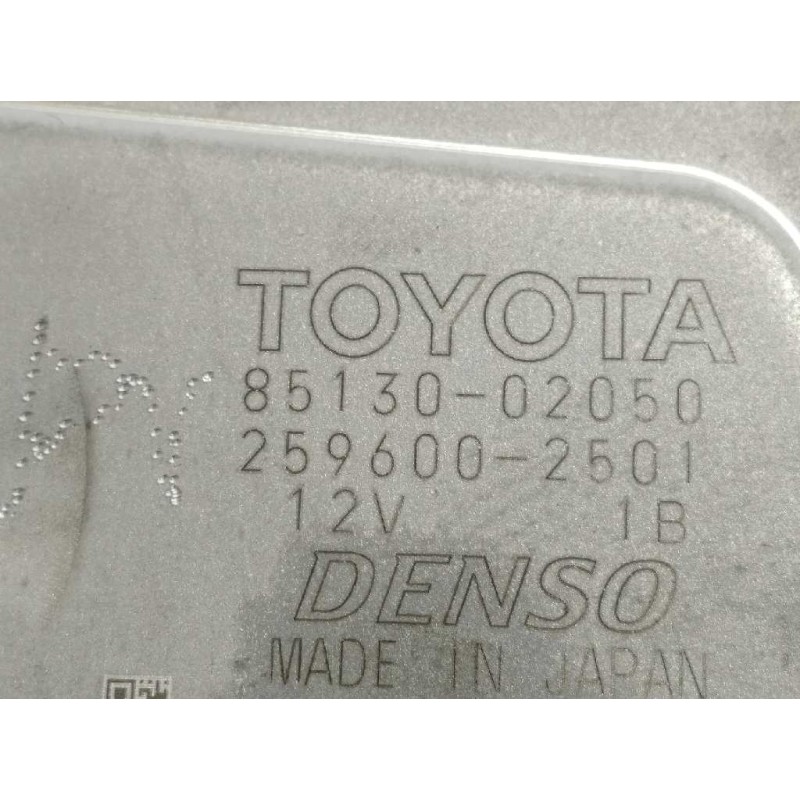 TOYOTA
85130-02050
259600-2501
12V 1B
DENSO
MADE IN JAPAN